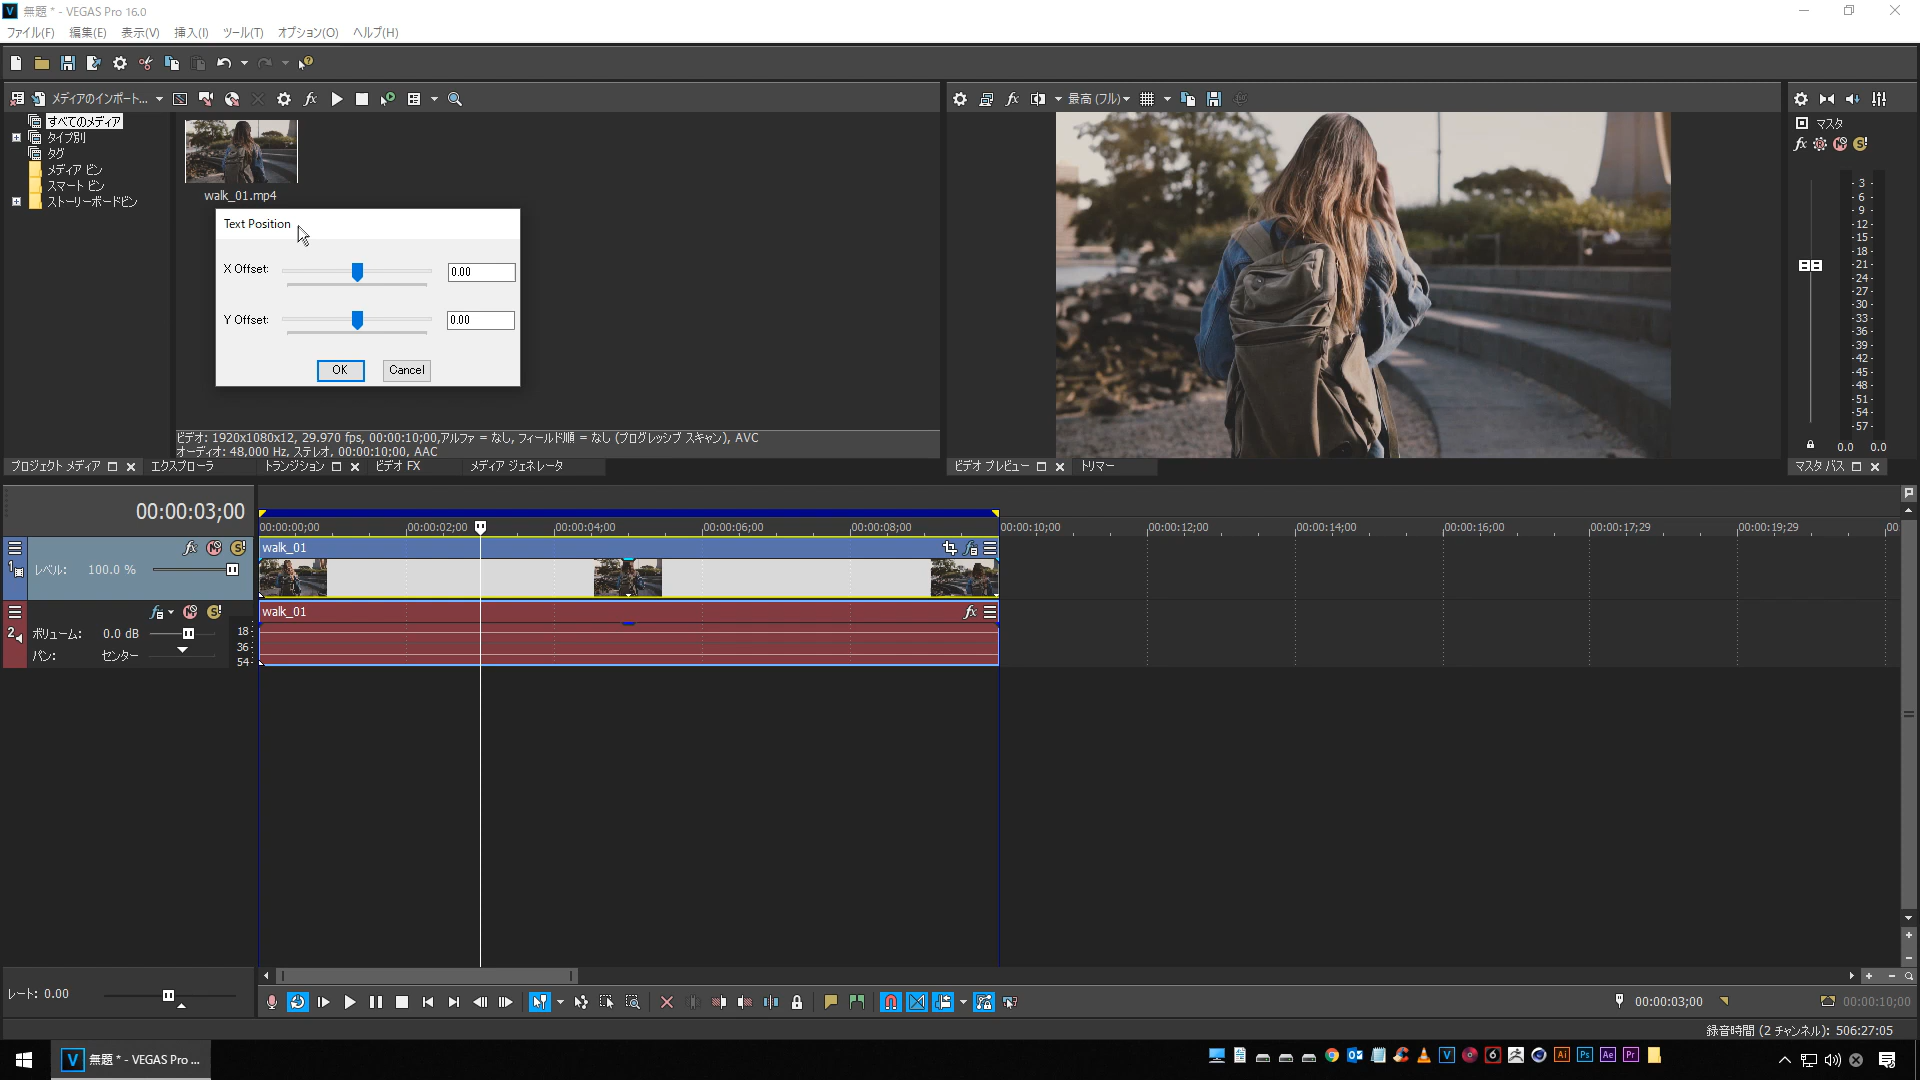 無題 * - VEGAS Pro 16.0
ファイル(F) 編集(E) 表示(V) 挿入(I) ツール(T) オプション(O) ヘルプ(H)
メディアのインポート...
最高 (フル)
すべてのメディア
タイプ別
タグ
メディア ビン
スマート ビン
ストーリーボードビン
walk_01.mp4
Text Position
X Offset: 0.00
Y Offset: 0.00
OK Cancel
ビデオ: 1920x1080x12, 29.970 fps, 00:00:10;00,アルファ = なし, フィールド順 = なし (プログレッシブ スキャン), AVC
オーディオ: 48,000 Hz, ステレオ, 00:00:10;00, AAC
プロジェクト メディア エクスプローラ トランジション ビデオ FX メディア ジェネレータ
ビデオ プレビュー トリマー
マスタ
-3-
-6-
-9-
-12-
-15-
-18-
-21-
-24-
-27-
-30-
-33-
-36-
-39-
-42-
-45-
-48-
-51-
-54-
-57-
0.0 0.0
マスタ バス
00:00:03;00
00:00:00;00 00:00:02;00 00:00:04;00 00:00:06;00 00:00:08;00 00:00:10;00 00:00:12;00 00:00:14;00 00:00:16;00 00:00:17;29 00:00:19;29 00
walk_01
1 レベル: 100.0 %
walk_01
2 ボリューム: 0.0 dB
パン: センター
18-
36-
54-
レート: 0.00
00:00:03;00 00:00:10;00
録音時間 (2 チャンネル): 506:27:05
無題 * - VEGAS Pro ...